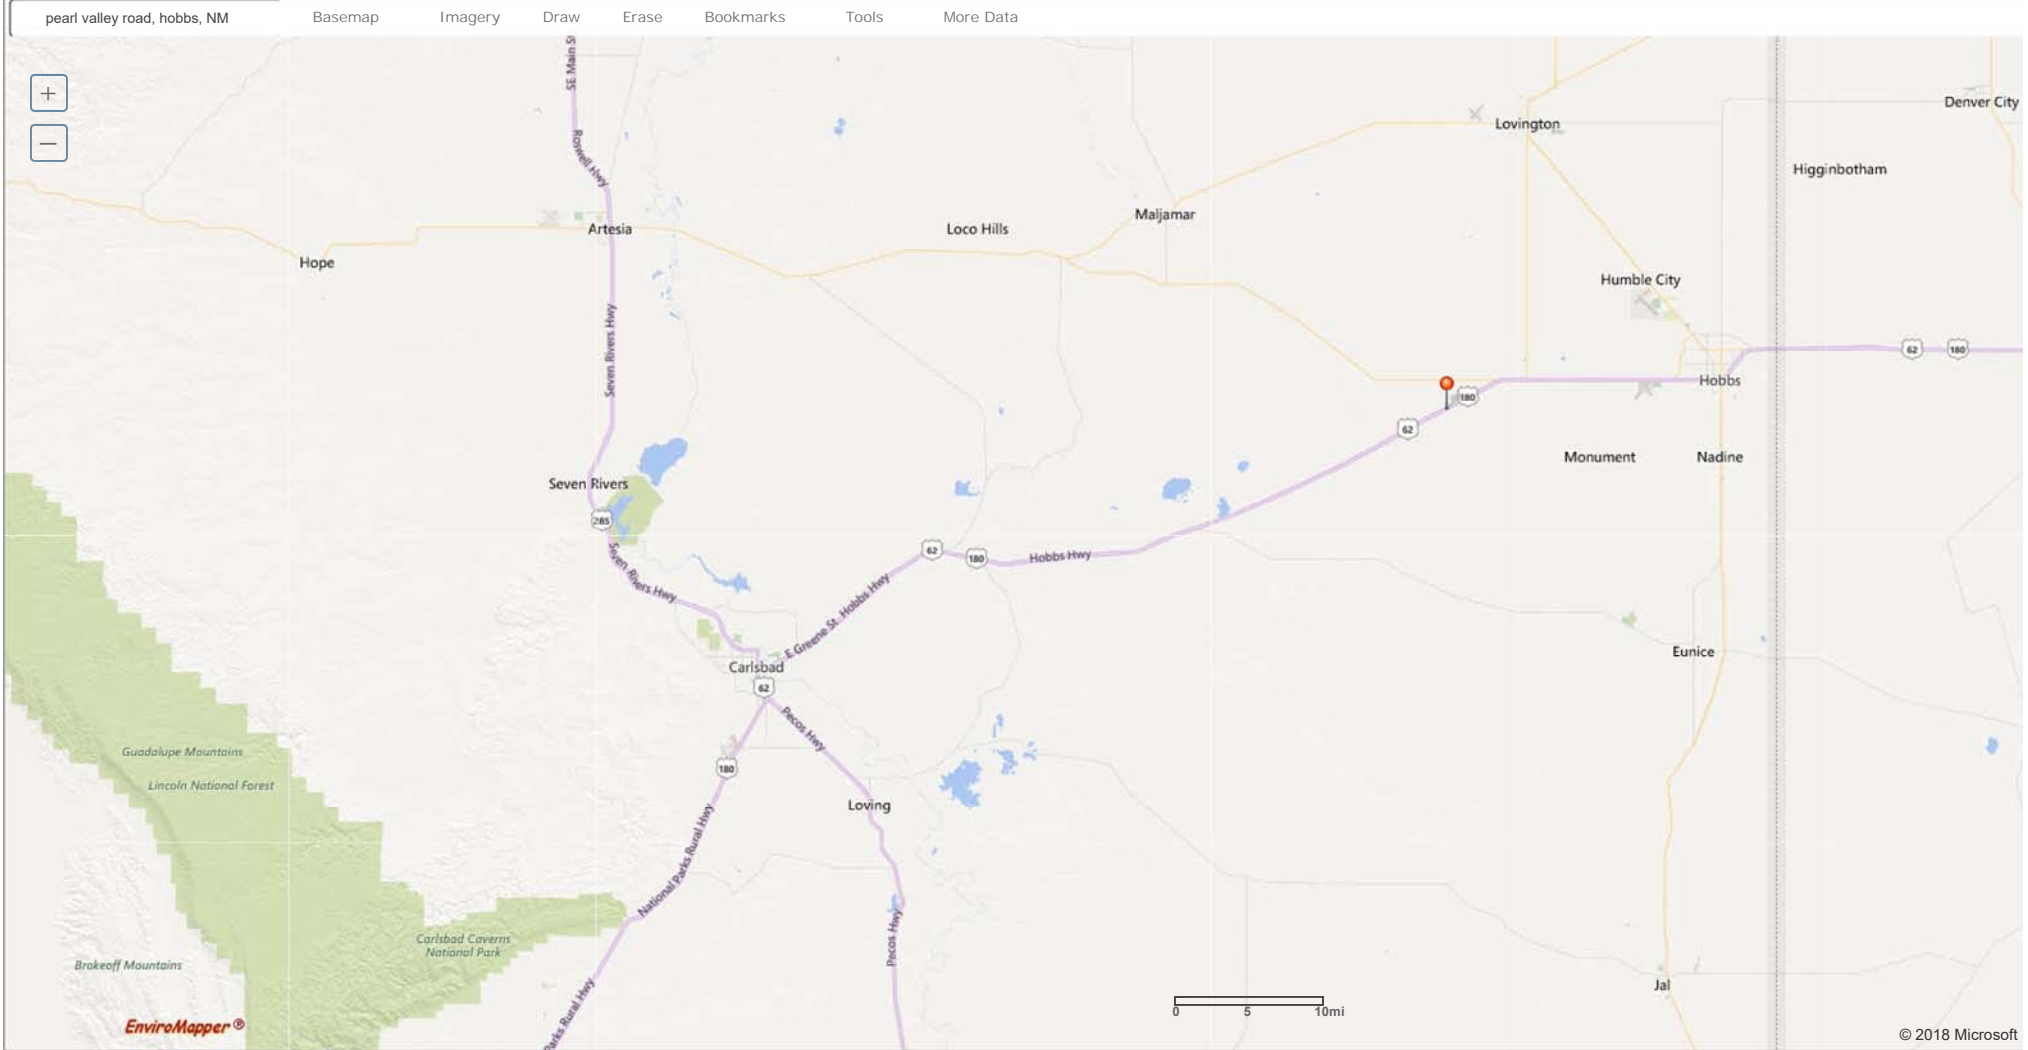 pearl valley road, hobbs, NM
Basemap
Imagery
Draw
Erase
Bookmarks
Tools
More Data
+
−
SE Main St
Roswell Hwy
Denver City
Lovington
Higginbotham
Maljamar
Artesia
Loco Hills
Hope
Humble City
Seven Rivers Hwy
62
180
Hobbs
180
62
Monument
Nadine
Seven Rivers
285
62
180
Hobbs Hwy
Seven Rivers Hwy
E Greene St
Hobbs Hwy
Carlsbad
Eunice
62
Pecos Hwy
Guadalupe Mountains
180
Lincoln National Forest
Loving
National Parks Rural Hwy
Carlsbad Caverns
National Park
Pecos Hwy
Brokeoff Mountains
Jal
Parks Rural Hwy
0 5 10mi
EnviroMapper ®
© 2018 Microsoft